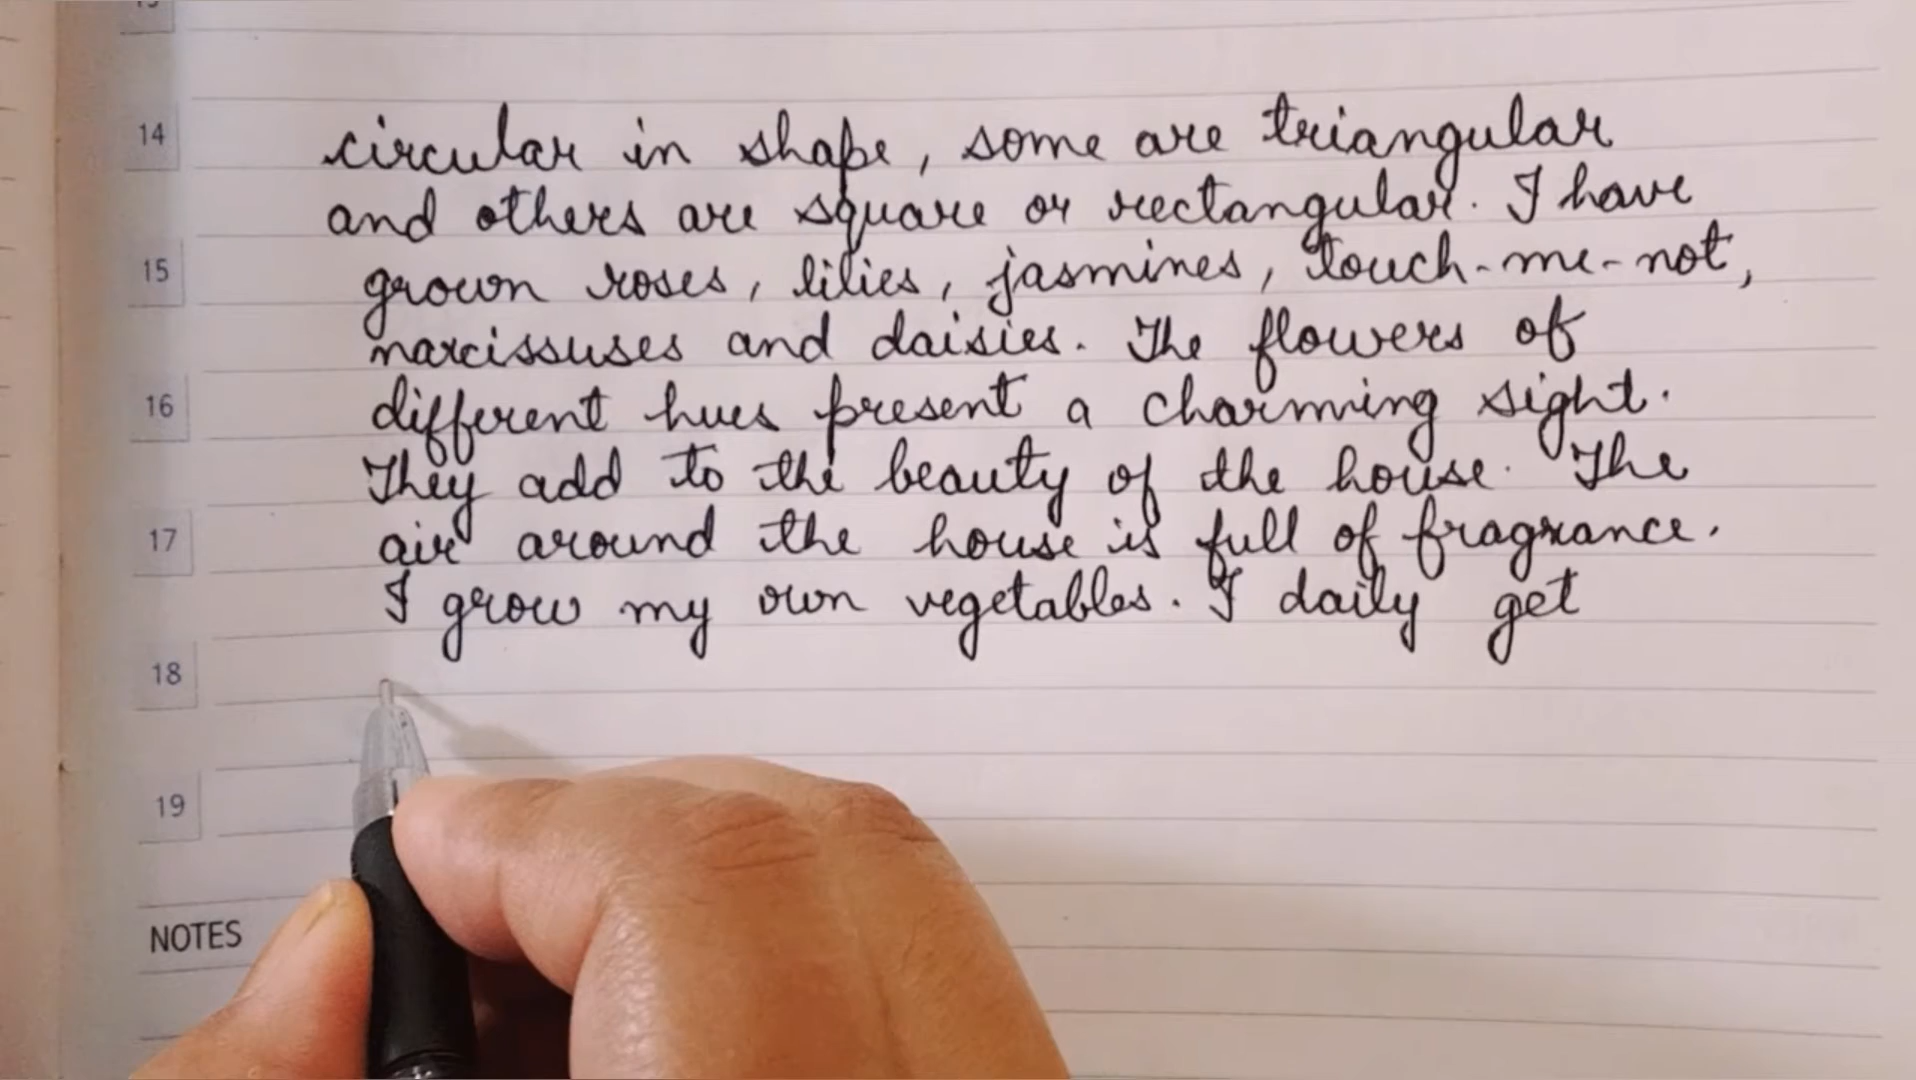 14
circular in shape, some are triangular
and others are square or rectangular. I have
15
grown roses, lilies, jasmines, touch-me-not,
narcissuses and daisies. The flowers of
16
different hues present a charming sight.
They add to the beauty of the house. The
17
air around the house is full of fragrance.
I grow my own vegetables. I daily get
18
19
NOTES